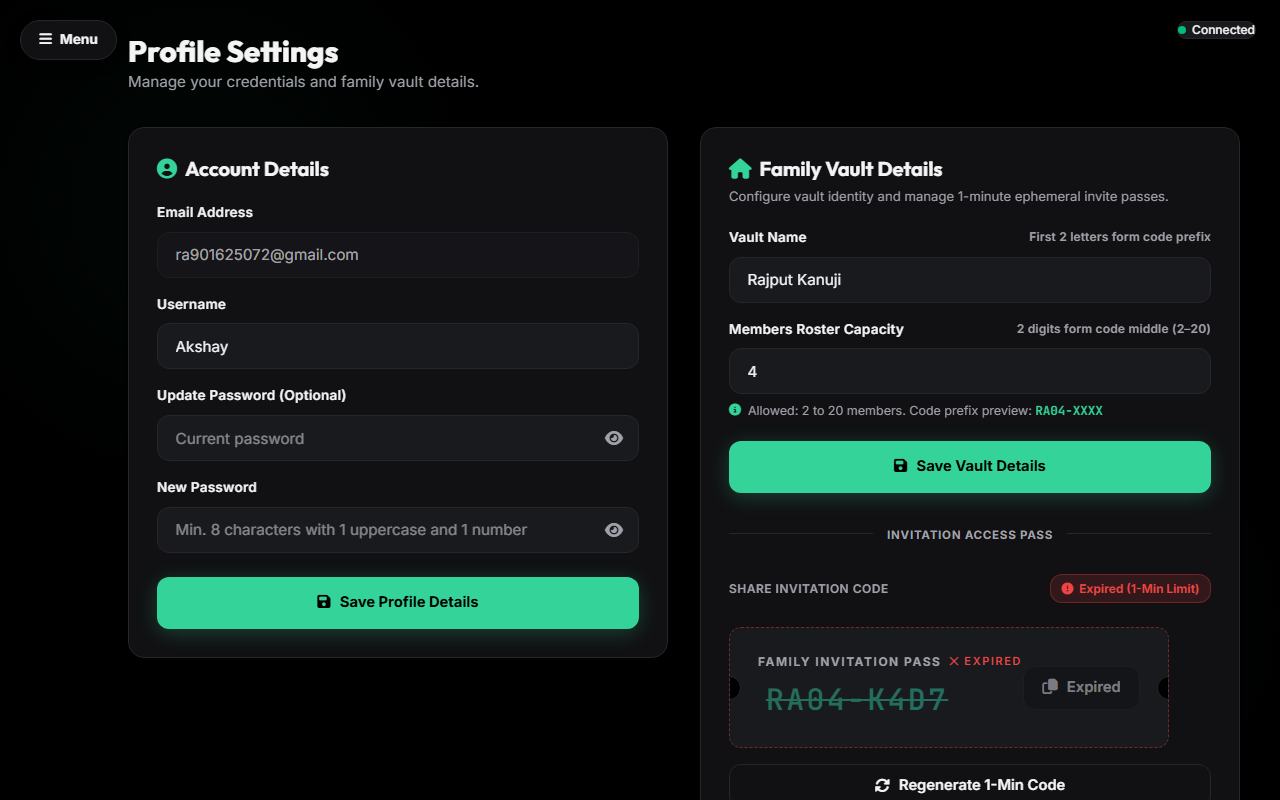 Menu
Connected
Profile Settings
Manage your credentials and family vault details.
Account Details
Email Address
ra901625072@gmail.com
Username
Akshay
Update Password (Optional)
Current password
New Password
Min. 8 characters with 1 uppercase and 1 number
Save Profile Details
Family Vault Details
Configure vault identity and manage 1-minute ephemeral invite passes.
Vault Name First 2 letters form code prefix
Rajput Kanuji
Members Roster Capacity 2 digits form code middle (2–20)
4
Allowed: 2 to 20 members. Code prefix preview: RA04-XXXX
Save Vault Details
INVITATION ACCESS PASS
SHARE INVITATION CODE Expired (1-Min Limit)
FAMILY INVITATION PASS EXPIRED
RA04-K4D7
Expired
Regenerate 1-Min Code